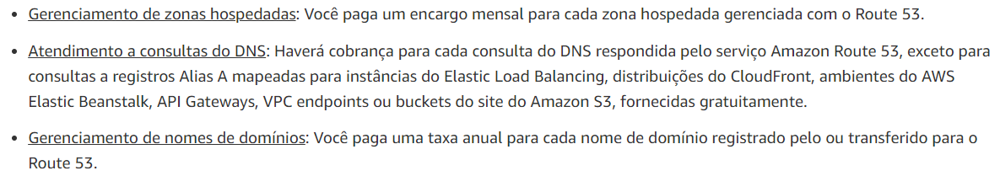 • Gerenciamento de zonas hospedadas: Você paga um encargo mensal para cada zona hospedada gerenciada com o Route 53.
• Atendimento a consultas do DNS: Haverá cobrança para cada consulta do DNS respondida pelo serviço Amazon Route 53, exceto para
consultas a registros Alias A mapeadas para instâncias do Elastic Load Balancing, distribuições do CloudFront, ambientes do AWS
Elastic Beanstalk, API Gateways, VPC endpoints ou buckets do site do Amazon S3, fornecidas gratuitamente.
• Gerenciamento de nomes de domínios: Você paga uma taxa anual para cada nome de domínio registrado pelo ou transferido para o
Route 53.